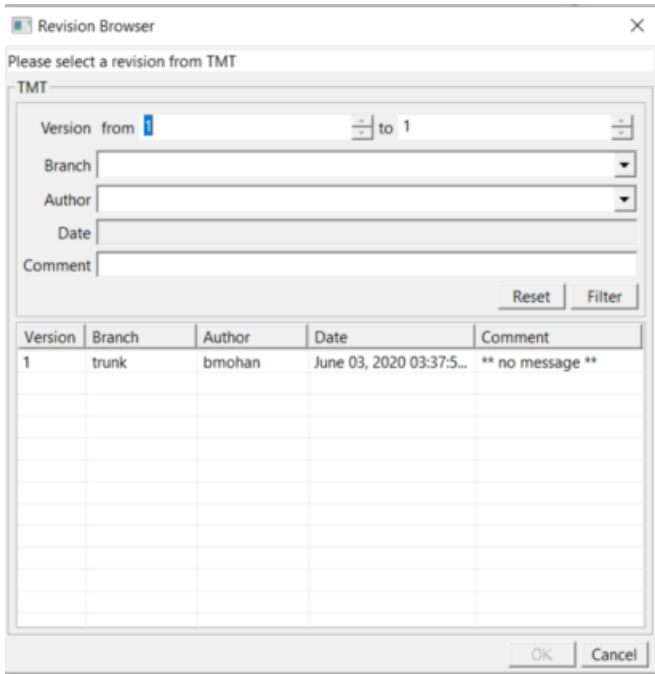 Revision Browser
Please select a revision from TMT
TMT
Version from 1 to 1
Branch
Author
Date
Comment
Reset Filter
Version Branch Author Date Comment
1 trunk bmohan June 03, 2020 03:37:5... ** no message **
OK Cancel